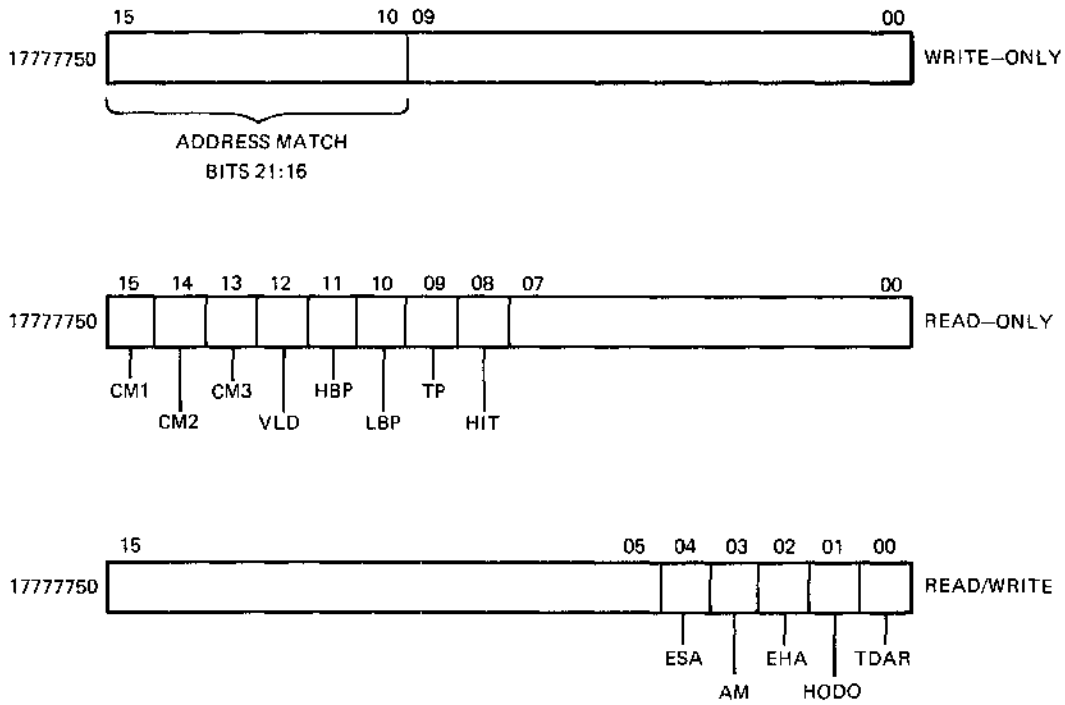 15 10 09 00
17777750 WRITE–ONLY
ADDRESS MATCH
BITS 21:16
15 14 13 12 11 10 09 08 07 00
17777750 READ–ONLY
CM1 CM3 HBP TP
CM2 VLD LBP HIT
15 05 04 03 02 01 00
17777750 READ/WRITE
ESA EHA TDAR
AM HODO